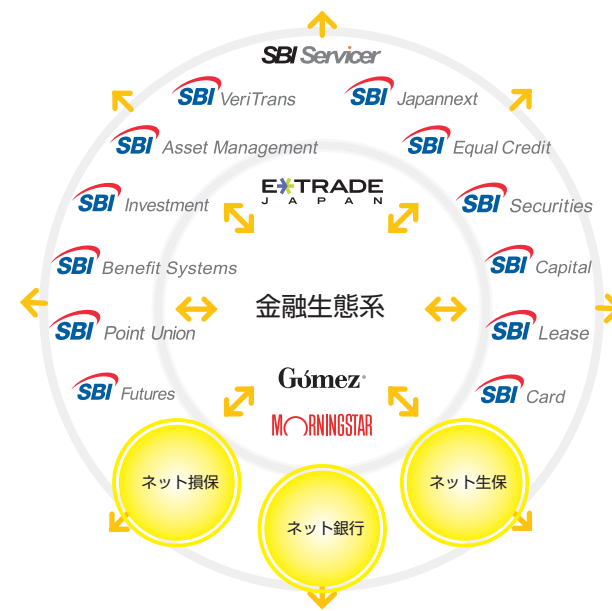 SBI Servicer
SBI VeriTrans
SBI Japannext
SBI Asset Management
SBI Equal Credit
E*TRADE
JAPAN
SBI Investment
SBI Securities
SBI Benefit Systems
SBI Capital
金融生態系
SBI Point Union
SBI Lease
Gómez
SBI Futures
SBI Card
MORNINGSTAR
ネット損保
ネット生保
ネット銀行